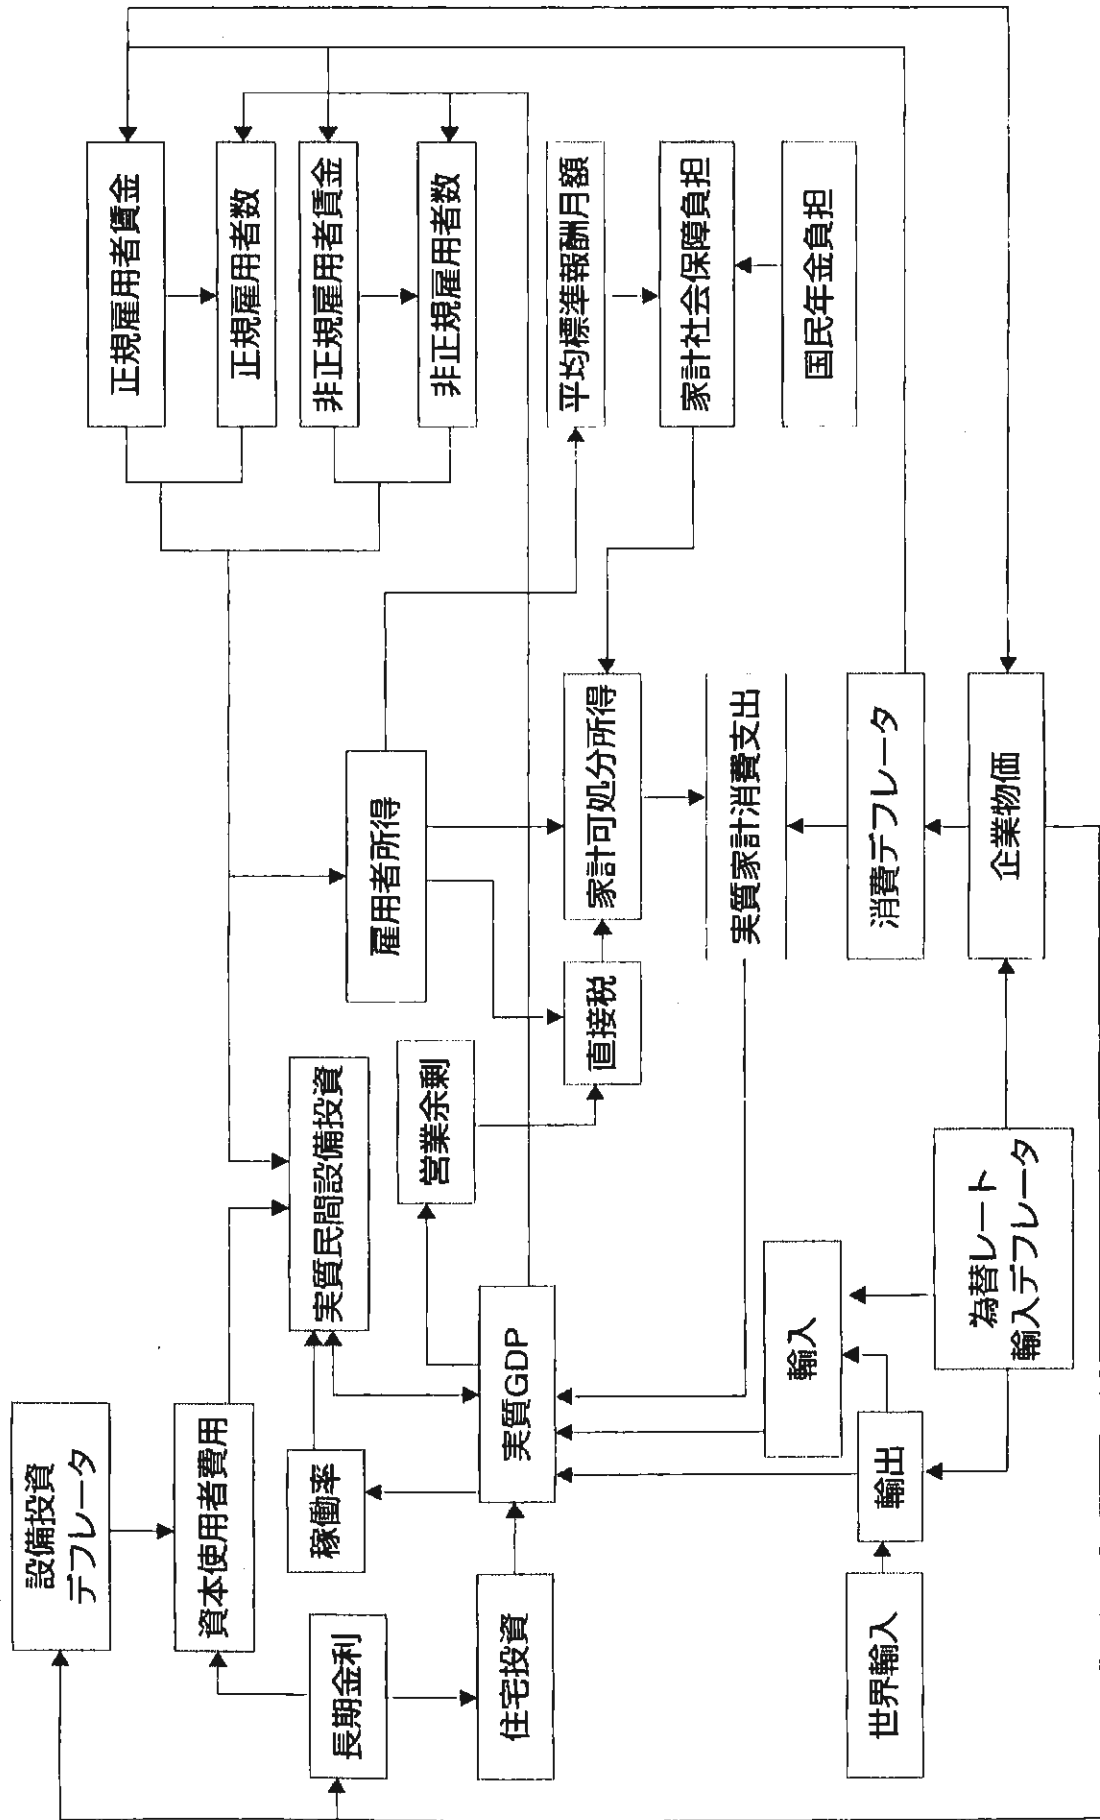 設備投資
デフレータ
資本使用者費用
長期金利
稼働率
住宅投資
実質民間設備投資
営業余剰
実質GDP
直接税
雇用者所得
家計可処分所得
実質家計消費支出
消費デフレータ
企業物価
世界輸入
輸出
輸入
為替レート
輸入デフレータ
正規雇用者賃金
正規雇用者数
非正規雇用者賃金
非正規雇用者数
平均標準報酬月額
家計社会保障負担
国民年金負担